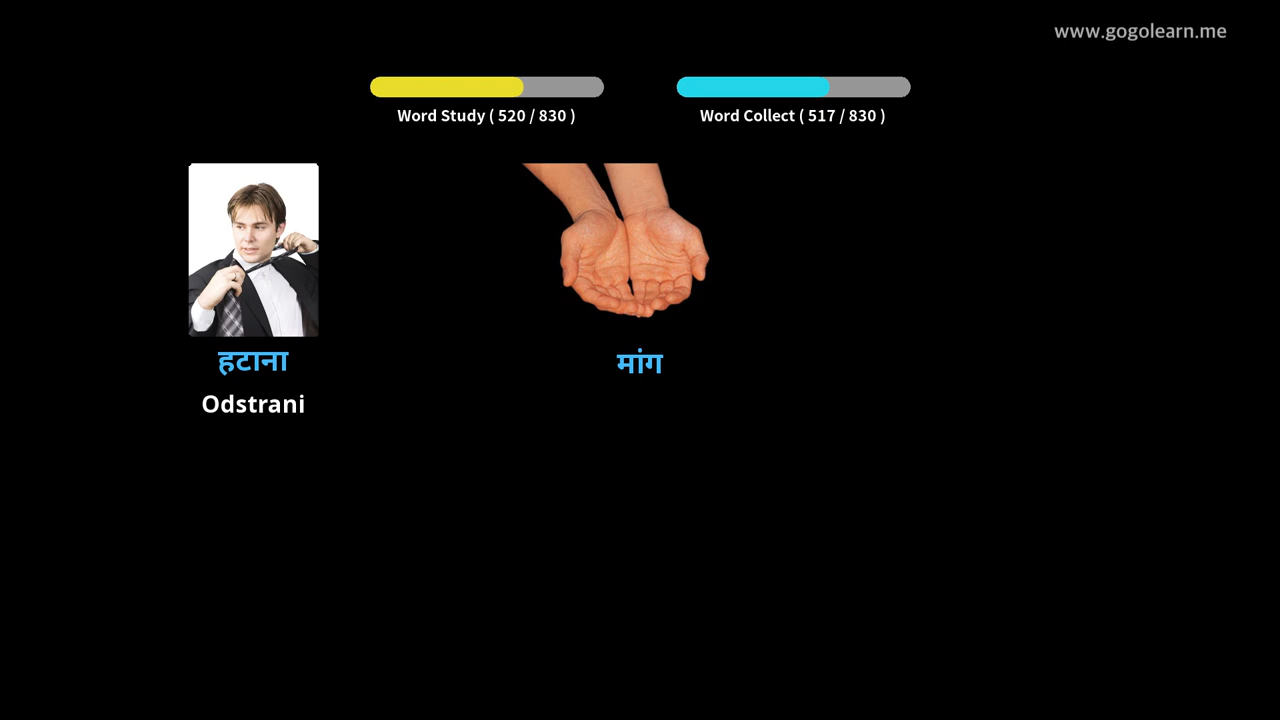 www.gogolearn.me
Word Study ( 520 / 830 )
Word Collect ( 517 / 830 )
हटाना
Odstrani
मांग